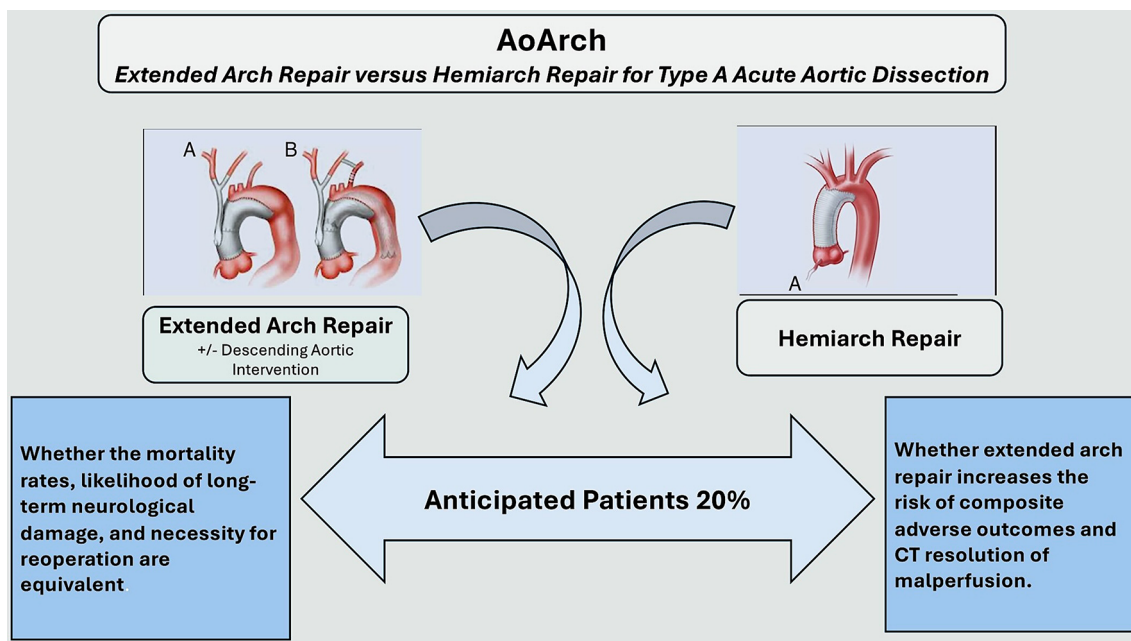 AoArch
Extended Arch Repair versus Hemiarch Repair for Type A Acute Aortic Dissection
A
B
A
Extended Arch Repair
+/- Descending Aortic
Intervention
Hemiarch Repair
Whether the mortality
rates, likelihood of long-
term neurological
damage, and necessity for
reoperation are
equivalent.
Anticipated Patients 20%
Whether extended arch
repair increases the
risk of composite
adverse outcomes and
CT resolution of
malperfusion.